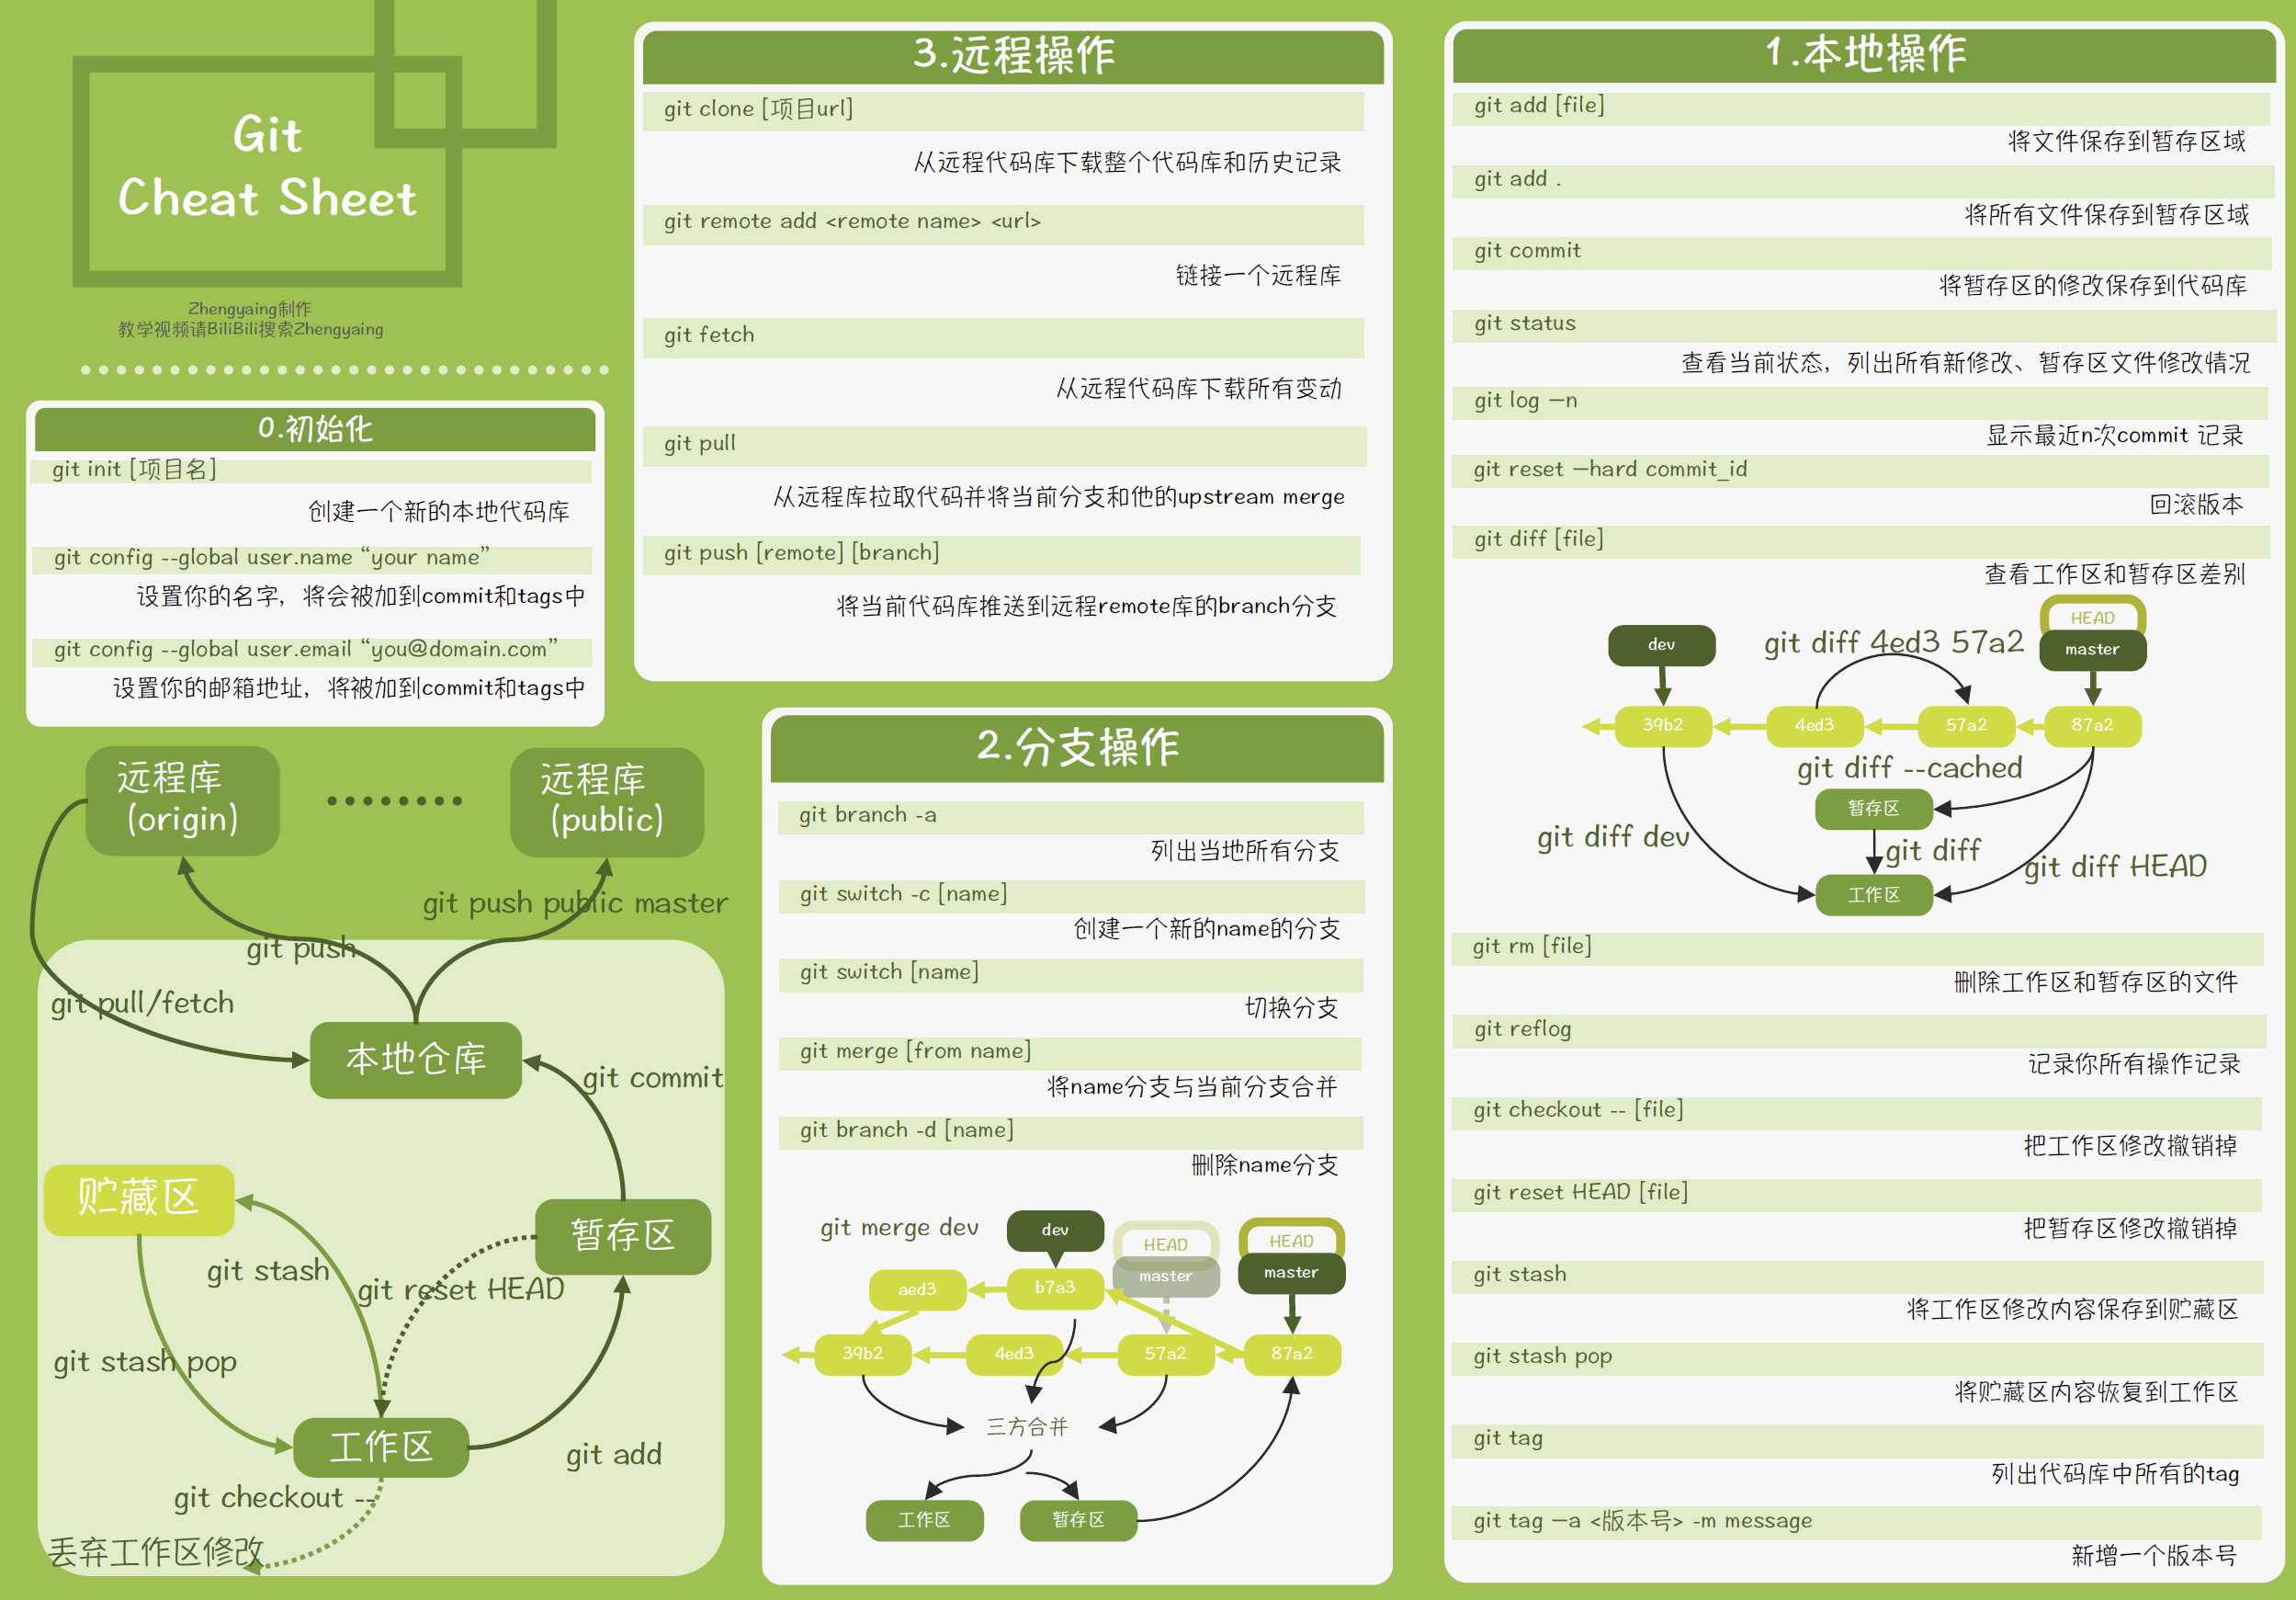 Git
Cheat Sheet
Zhengyaing制作
教学视频请BiliBili搜索Zhengyaing
0.初始化
git init [项目名]
创建一个新的本地代码库
git config --global user.name “your name”
设置你的名字，将会被加到commit和tags中
git config --global user.email “you@domain.com”
设置你的邮箱地址，将被加到commit和tags中
远程库
(origin)
远程库
(public)
git push public master
git push
git pull/fetch
本地仓库
git commit
贮藏区
暂存区
git stash
git reset HEAD
git stash pop
工作区
git add
git checkout --
丢弃工作区修改
3.远程操作
git clone [项目url]
从远程代码库下载整个代码库和历史记录
git remote add <remote name> <url>
链接一个远程库
git fetch
从远程代码库下载所有变动
git pull
从远程库拉取代码并将当前分支和他的upstream merge
git push [remote] [branch]
将当前代码库推送到远程remote库的branch分支
2.分支操作
git branch -a
列出当地所有分支
git switch -c [name]
创建一个新的name的分支
git switch [name]
切换分支
git merge [from name]
将name分支与当前分支合并
git branch -d [name]
删除name分支
git merge dev
dev
HEAD
HEAD
master
master
aed3
b7a3
39b2
4ed3
57a2
87a2
三方合并
工作区
暂存区
1.本地操作
git add [file]
将文件保存到暂存区域
git add .
将所有文件保存到暂存区域
git commit
将暂存区的修改保存到代码库
git status
查看当前状态，列出所有新修改、暂存区文件修改情况
git log –n
显示最近n次commit 记录
git reset –hard commit_id
回滚版本
git diff [file]
查看工作区和暂存区差别
HEAD
dev
git diff 4ed3 57a2
master
39b2
4ed3
57a2
87a2
git diff --cached
暂存区
git diff dev
git diff
git diff HEAD
工作区
git rm [file]
删除工作区和暂存区的文件
git reflog
记录你所有操作记录
git checkout -- [file]
把工作区修改撤销掉
git reset HEAD [file]
把暂存区修改撤销掉
git stash
将工作区修改内容保存到贮藏区
git stash pop
将贮藏区内容恢复到工作区
git tag
列出代码库中所有的tag
git tag –a <版本号> -m message
新增一个版本号